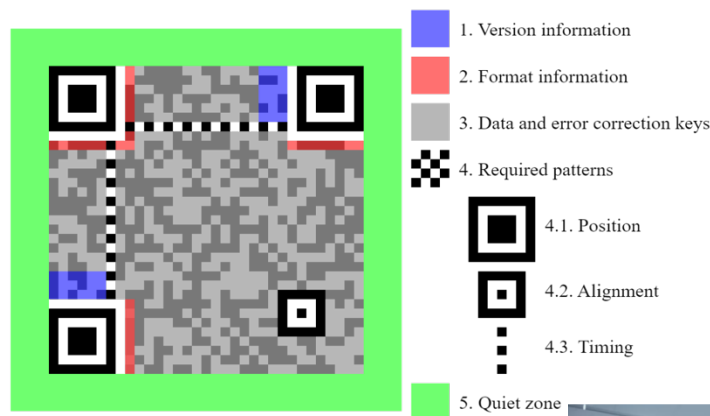 1. Version information
2. Format information
3. Data and error correction keys
4. Required patterns
4.1. Position
4.2. Alignment
4.3. Timing
5. Quiet zone